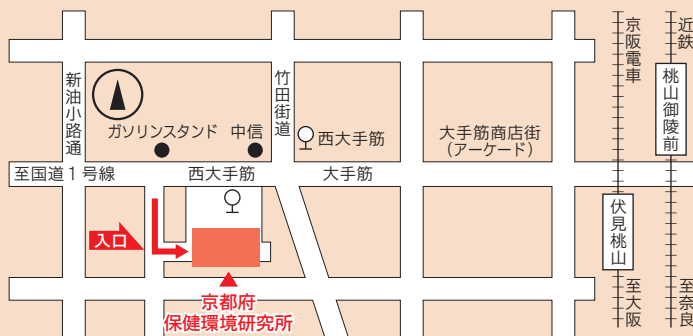 新油小路通
竹田街道
京阪電車
近鉄
桃山御陵前
ガソリンスタンド
中信
西大手筋
大手筋商店街
(アーケード)
至国道1号線
西大手筋
大手筋
入口
伏見桃山
至大阪
至奈良
京都府
保健環境研究所